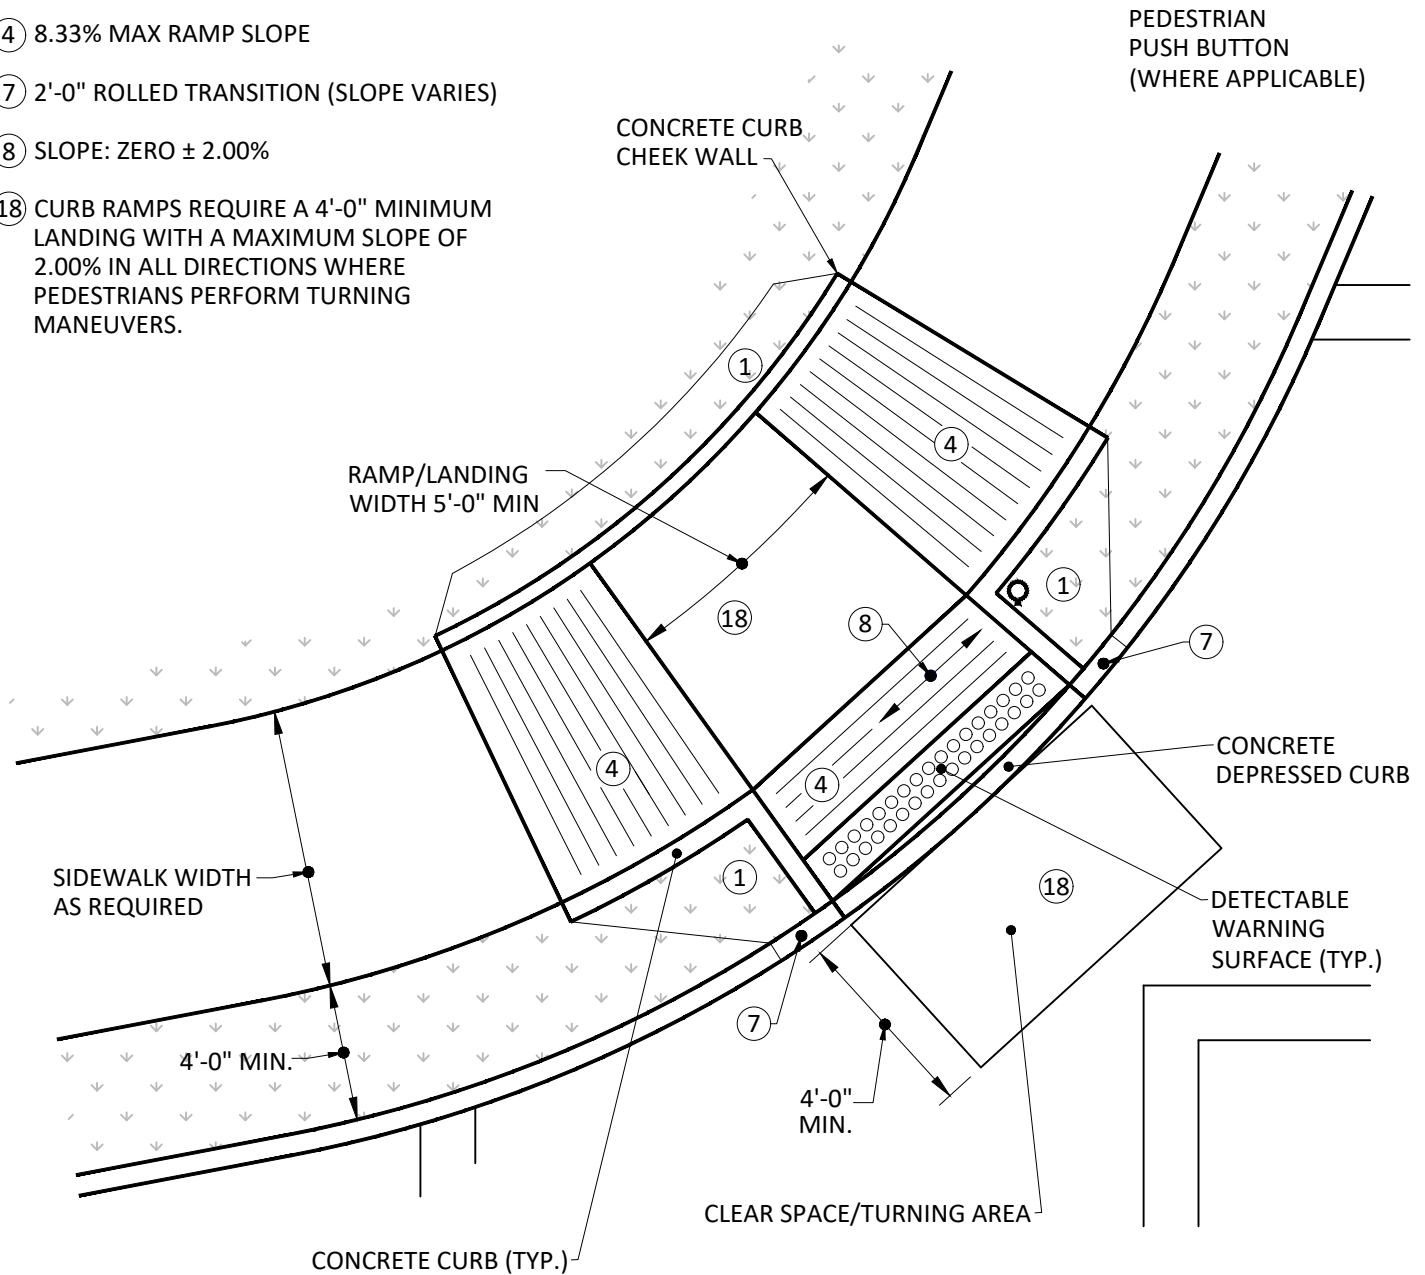 4 8.33% MAX RAMP SLOPE
7 2'-0" ROLLED TRANSITION (SLOPE VARIES)
8 SLOPE: ZERO ± 2.00%
18 CURB RAMPS REQUIRE A 4'-0" MINIMUM
LANDING WITH A MAXIMUM SLOPE OF
2.00% IN ALL DIRECTIONS WHERE
PEDESTRIANS PERFORM TURNING
MANEUVERS.
PEDESTRIAN
PUSH BUTTON
(WHERE APPLICABLE)
CONCRETE CURB
CHEEK WALL
1
4
RAMP/LANDING
WIDTH 5'-0" MIN
18
8
1
7
4
4
CONCRETE
DEPRESSED CURB
SIDEWALK WIDTH
AS REQUIRED
1
18
DETECTABLE
WARNING
SURFACE (TYP.)
7
4'-0" MIN.
4'-0"
MIN.
CLEAR SPACE/TURNING AREA
CONCRETE CURB (TYP.)